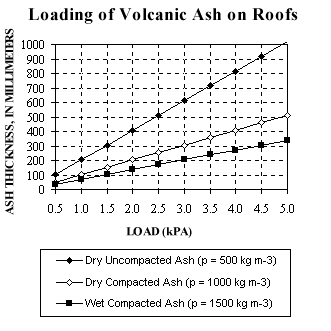 Loading of Volcanic Ash on Roofs
ASH THICKNESS, IN MILLIMETERS
1000
900
800
700
600
500
400
300
200
100
0
0.5 1.0 1.5 2.0 2.5 3.0 3.5 4.0 4.5 5.0
LOAD (kPA)
Dry Uncompacted Ash (p = 500 kg m-3)
Dry Compacted Ash (p = 1000 kg m-3)
Wet Compacted Ash (p = 1500 kg m-3)